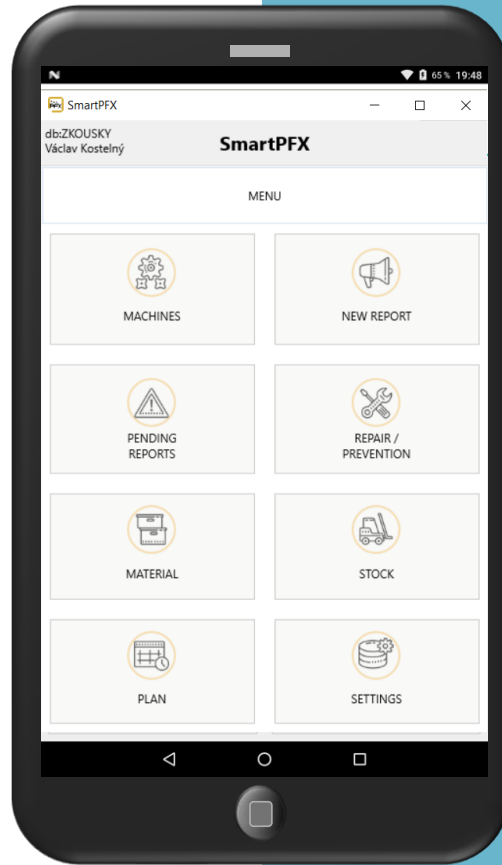 65 % 19:48
SmartPFX
db:ZKOUSKY
Václav Kostelný
SmartPFX
MENU
MACHINES
NEW REPORT
PENDING
REPORTS
REPAIR /
PREVENTION
MATERIAL
STOCK
PLAN
SETTINGS